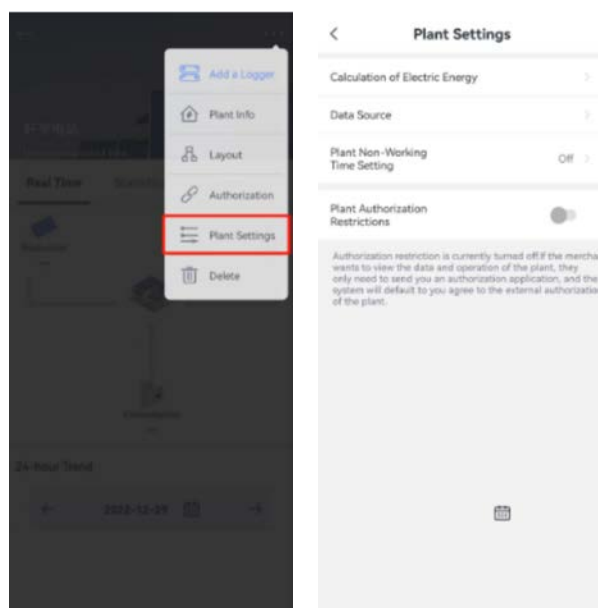 Add a Logger
Plant Info
Layout
Authorization
Plant Settings
Delete
Real Time
Production
Consumption
24-hour Trend
2022-12-29
Plant Settings
Calculation of Electric Energy
Data Source
Plant Non-Working
Time Setting
Off
Plant Authorization
Restrictions
Authorization restriction is currently turned off.If the mercha
wants to view the data and operation of the plant, they
only need to send you an authorization application, and the
system will default to you agree to the external authorizatio
of the plant.